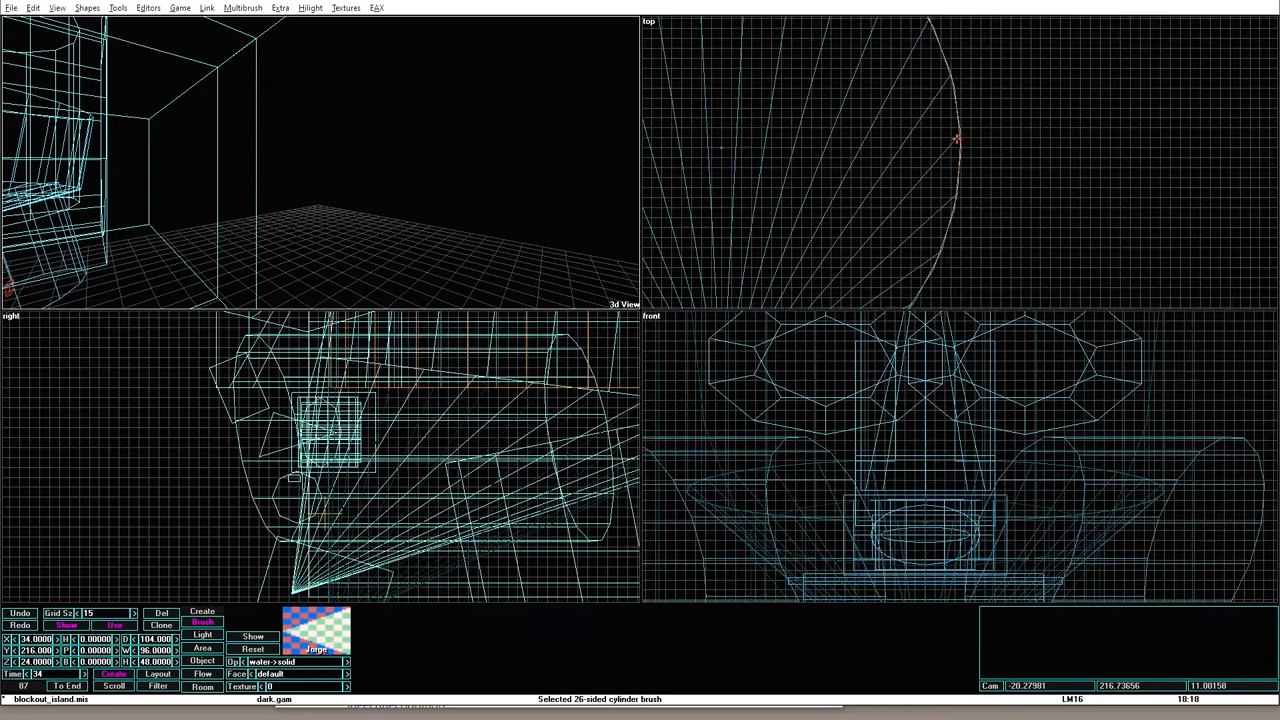 File Edit View Shapes Tools Editors Game Link Multibrush Extra Hilight Textures EAX
top
3d View
right
front
Undo Grid Sz < 15 > Del Create
Redo Show Use Clone Brush
X < 34.0000 > H < 0.00000 > D < 104.000 > Light Show
Y < 216.000 > P < 0.00000 > W < 96.0000 > Area Reset Jorge
Z < 24.0000 > B < 0.00000 > H < 48.0000 > Object Op < water->solid >
Time < 34 > Create Layout Flow Face < default >
87 To End Scroll Filter Room Texture < 0 > Cam -20.27981 216.73656 11.00158
* blockout_island.mis dark.gam Selected 26-sided cylinder brush LM16 18:18